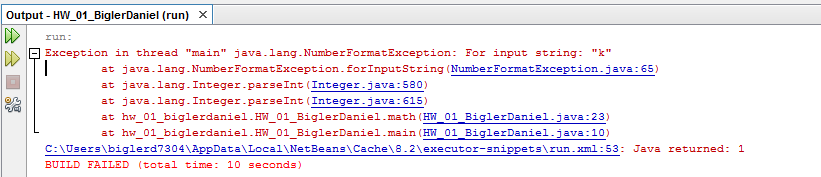 Output - HW_01_BiglerDaniel (run) ×
run:
Exception in thread "main" java.lang.NumberFormatException: For input string: "k"
at java.lang.NumberFormatException.forInputString(NumberFormatException.java:65)
at java.lang.Integer.parseInt(Integer.java:580)
at java.lang.Integer.parseInt(Integer.java:615)
at hw_01_biglerdaniel.HW_01_BiglerDaniel.math(HW_01_BiglerDaniel.java:23)
at hw_01_biglerdaniel.HW_01_BiglerDaniel.main(HW_01_BiglerDaniel.java:10)
C:\Users\biglerd7304\AppData\Local\NetBeans\Cache\8.2\executor-snippets\run.xml:53: Java returned: 1
BUILD FAILED (total time: 10 seconds)